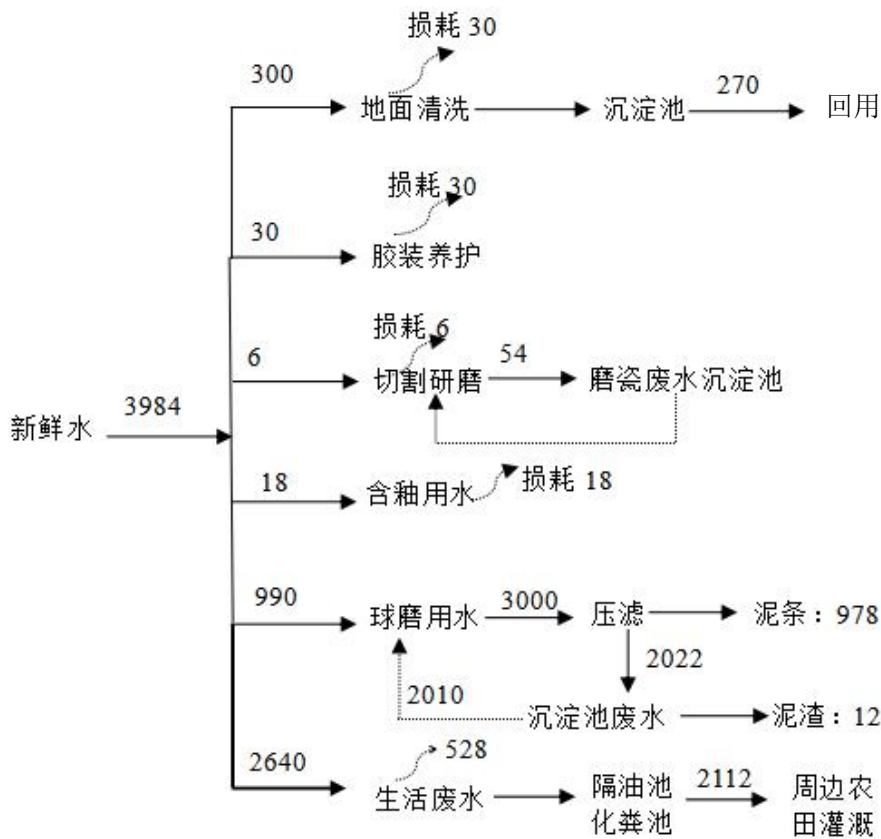 损耗 30
300
地面清洗
沉淀池
270
回用
损耗 30
30
胶装养护
损耗 6
6
切割研磨
54
磨瓷废水沉淀池
新鲜水
3984
18
含釉用水
损耗 18
990
球磨用水
3000
压滤
泥条：978
2022
2010
沉淀池废水
泥渣：12
2640
528
生活废水
隔油池
化粪池
2112
周边农
田灌溉